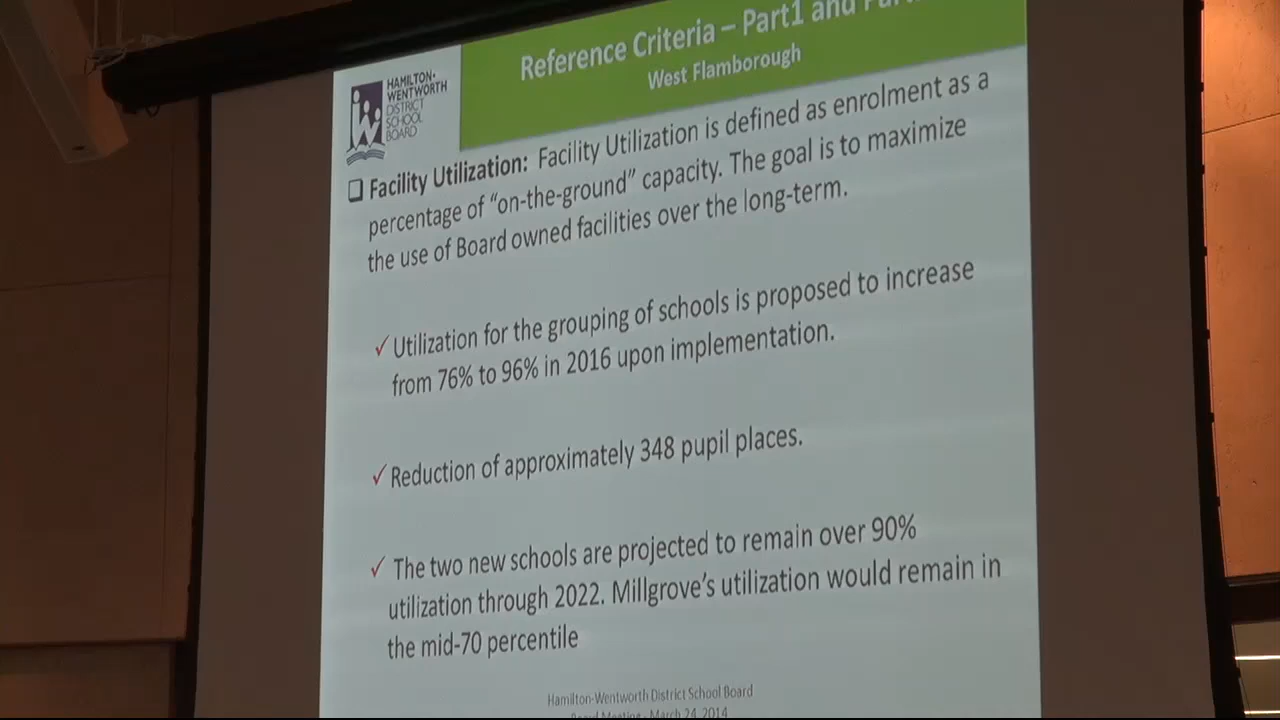 Reference Criteria – Part1 and
West Flamborough
HAMILTON-
WENTWORTH
DISTRICT
SCHOOL
BOARD
❑ Facility Utilization: Facility Utilization is defined as enrolment as a
percentage of “on-the-ground” capacity. The goal is to maximize
the use of Board owned facilities over the long-term.
✓ Utilization for the grouping of schools is proposed to increase
from 76% to 96% in 2016 upon implementation.
✓ Reduction of approximately 348 pupil places.
✓ The two new schools are projected to remain over 90%
utilization through 2022. Millgrove’s utilization would remain in
the mid-70 percentile
Hamilton-Wentworth District School Board
Board Meeting - March 24, 2014